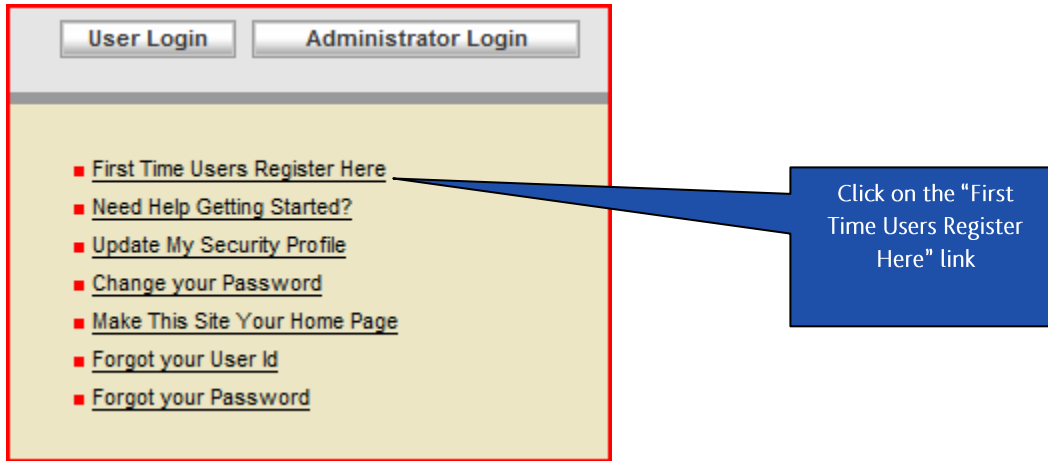 User Login Administrator Login
First Time Users Register Here
Need Help Getting Started?
Update My Security Profile
Change your Password
Make This Site Your Home Page
Forgot your User Id
Forgot your Password
Click on the “First
Time Users Register
Here” link